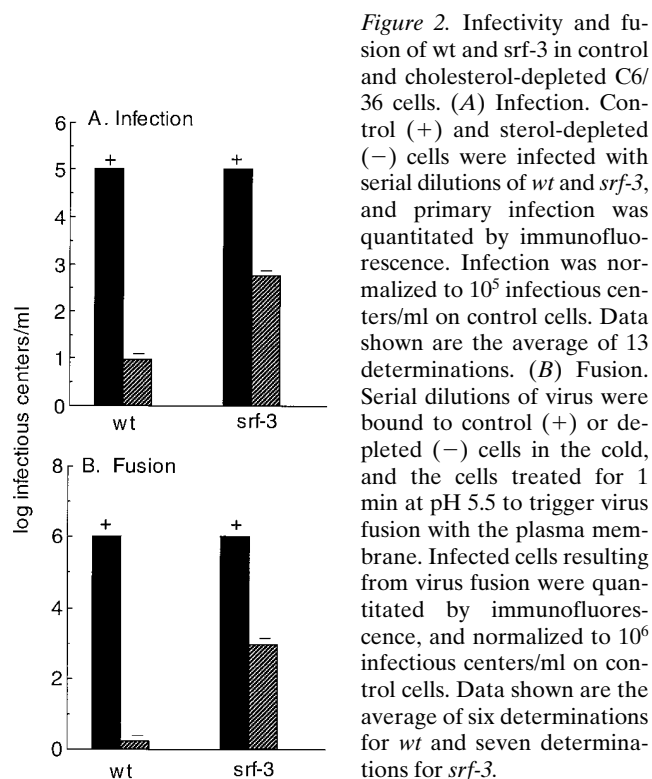 A. Infection
6
5
4
3
2
1
0
+
−
+
−
wt
srf-3
log infectious centers/ml
B. Fusion
8
6
4
2
0
+
−
+
−
wt
srf-3
Figure 2. Infectivity and fu-
sion of wt and srf-3 in control
and cholesterol-depleted C6/
36 cells. (A) Infection. Con-
trol (+) and sterol-depleted
(−) cells were infected with
serial dilutions of wt and srf-3,
and primary infection was
quantitated by immunofluo-
rescence. Infection was nor-
malized to 10⁵ infectious cen-
ters/ml on control cells. Data
shown are the average of 13
determinations. (B) Fusion.
Serial dilutions of virus were
bound to control (+) or de-
pleted (−) cells in the cold,
and the cells treated for 1
min at pH 5.5 to trigger virus
fusion with the plasma mem-
brane. Infected cells resulting
from virus fusion were quan-
titated by immunofluores-
cence, and normalized to 10⁶
infectious centers/ml on con-
trol cells. Data shown are the
average of six determinations
for wt and seven determina-
tions for srf-3.